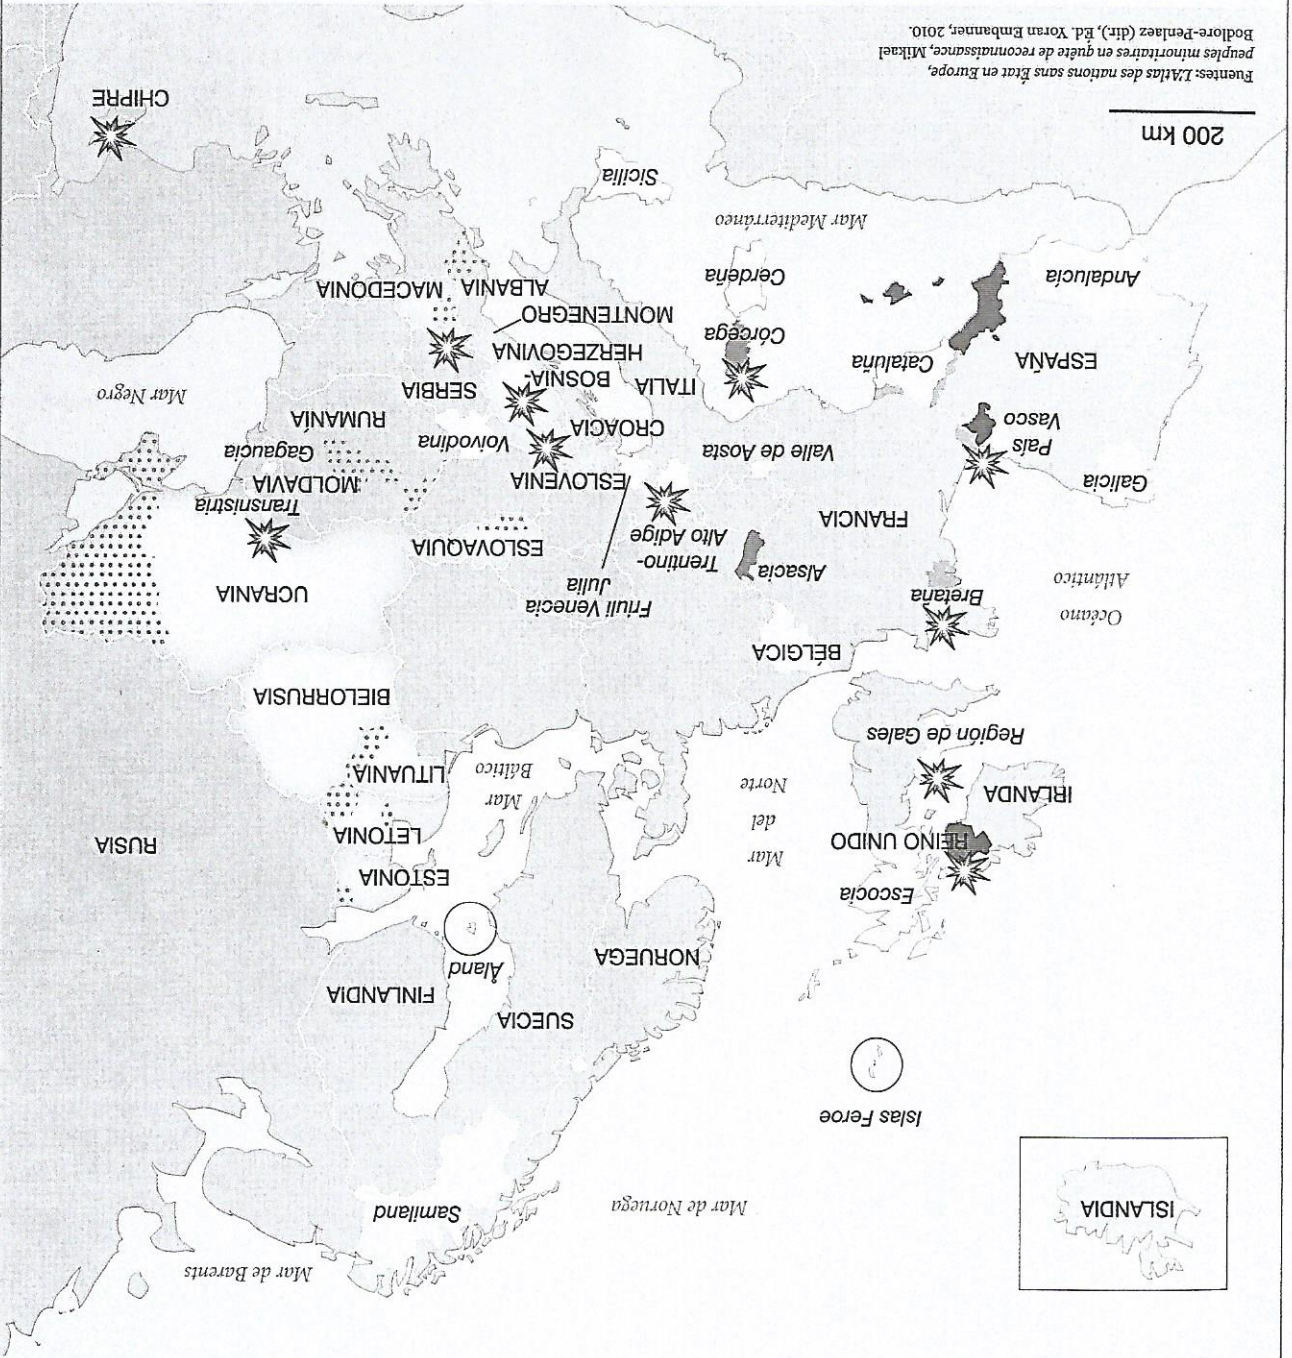 Mar de Barents
ISLANDIA
Mar de Noruega
Samiland
Islas Feroe
SUECIA
FINLANDIA
Åland
NORUEGA
Escocia
ESTONIA
REINO UNIDO
Mar
del
Norte
LETONIA
RUSIA
IRLANDA
Mar
Báltico
LITUANIA
Región de Gales
BIELORRUSIA
BÉLGICA
Océano
Atlántico
Bretaña
Friuli Venecia
Julia
UCRANIA
Alsacia
Trentino-
Alto Adige
ESLOVAQUIA
FRANCIA
Transnistria
Galicia
ESLOVENIA
MOLDAVIA
País
Vasco
Valle de Aosta
CROACIA
Voivodina
Gagaucia
RUMANÍA
Mar Negro
ESPAÑA
Cataluña
ITALIA
BOSNIA-
HERZEGOVINA
SERBIA
Córcega
MONTENEGRO
Andalucía
Cerdeña
ALBANIA
MACEDONIA
Mar Mediterráneo
Sicilia
CHIPRE
200 km
Fuentes: L'Atlas des nations sans État en Europe,
peuples minoritaires en quête de reconnaissance, Mikael
Bodlore-Penlaez (dir.), Éd. Yoran Embanner, 2010.